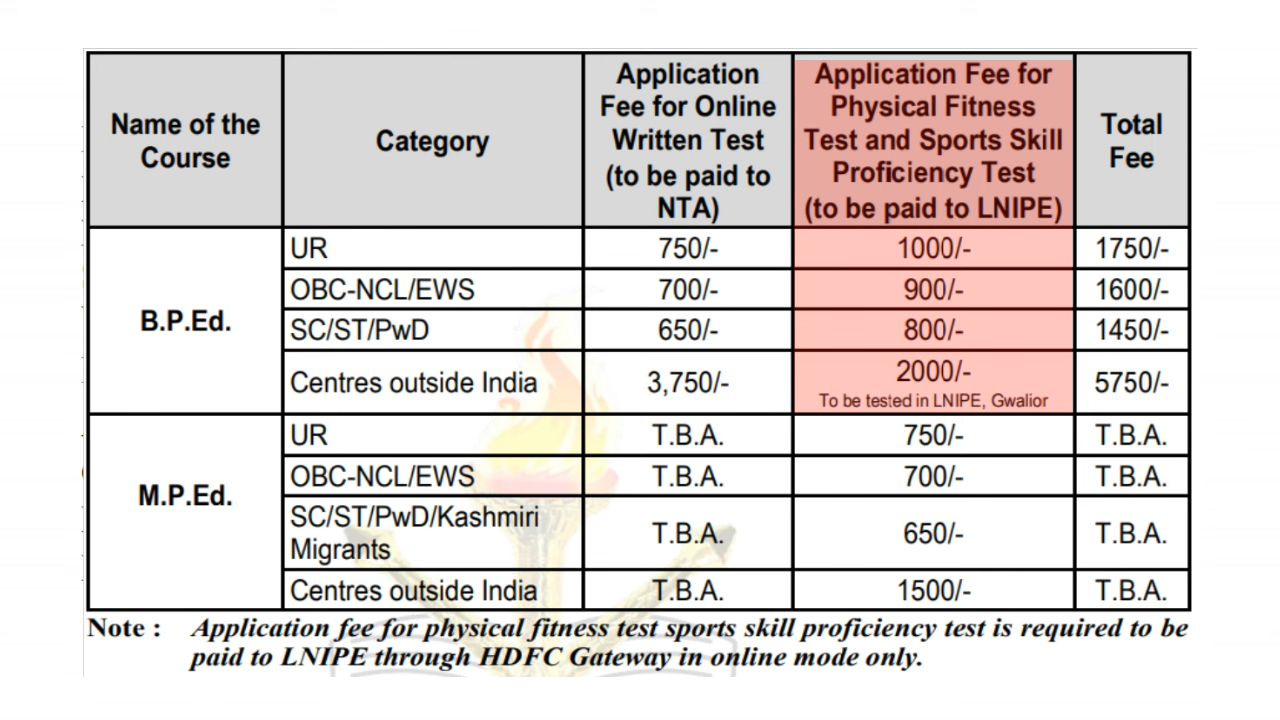 Name of the Course | Category | Application Fee for Online Written Test (to be paid to NTA) | Application Fee for Physical Fitness Test and Sports Skill Proficiency Test (to be paid to LNIPE) | Total Fee
B.P.Ed. | UR | 750/- | 1000/- | 1750/-
OBC-NCL/EWS | 700/- | 900/- | 1600/-
SC/ST/PwD | 650/- | 800/- | 1450/-
Centres outside India | 3,750/- | 2000/- To be tested in LNIPE, Gwalior | 5750/-
M.P.Ed. | UR | T.B.A. | 750/- | T.B.A.
OBC-NCL/EWS | T.B.A. | 700/- | T.B.A.
SC/ST/PwD/Kashmiri Migrants | T.B.A. | 650/- | T.B.A.
Centres outside India | T.B.A. | 1500/- | T.B.A.
Note : Application fee for physical fitness test sports skill proficiency test is required to be
paid to LNIPE through HDFC Gateway in online mode only.